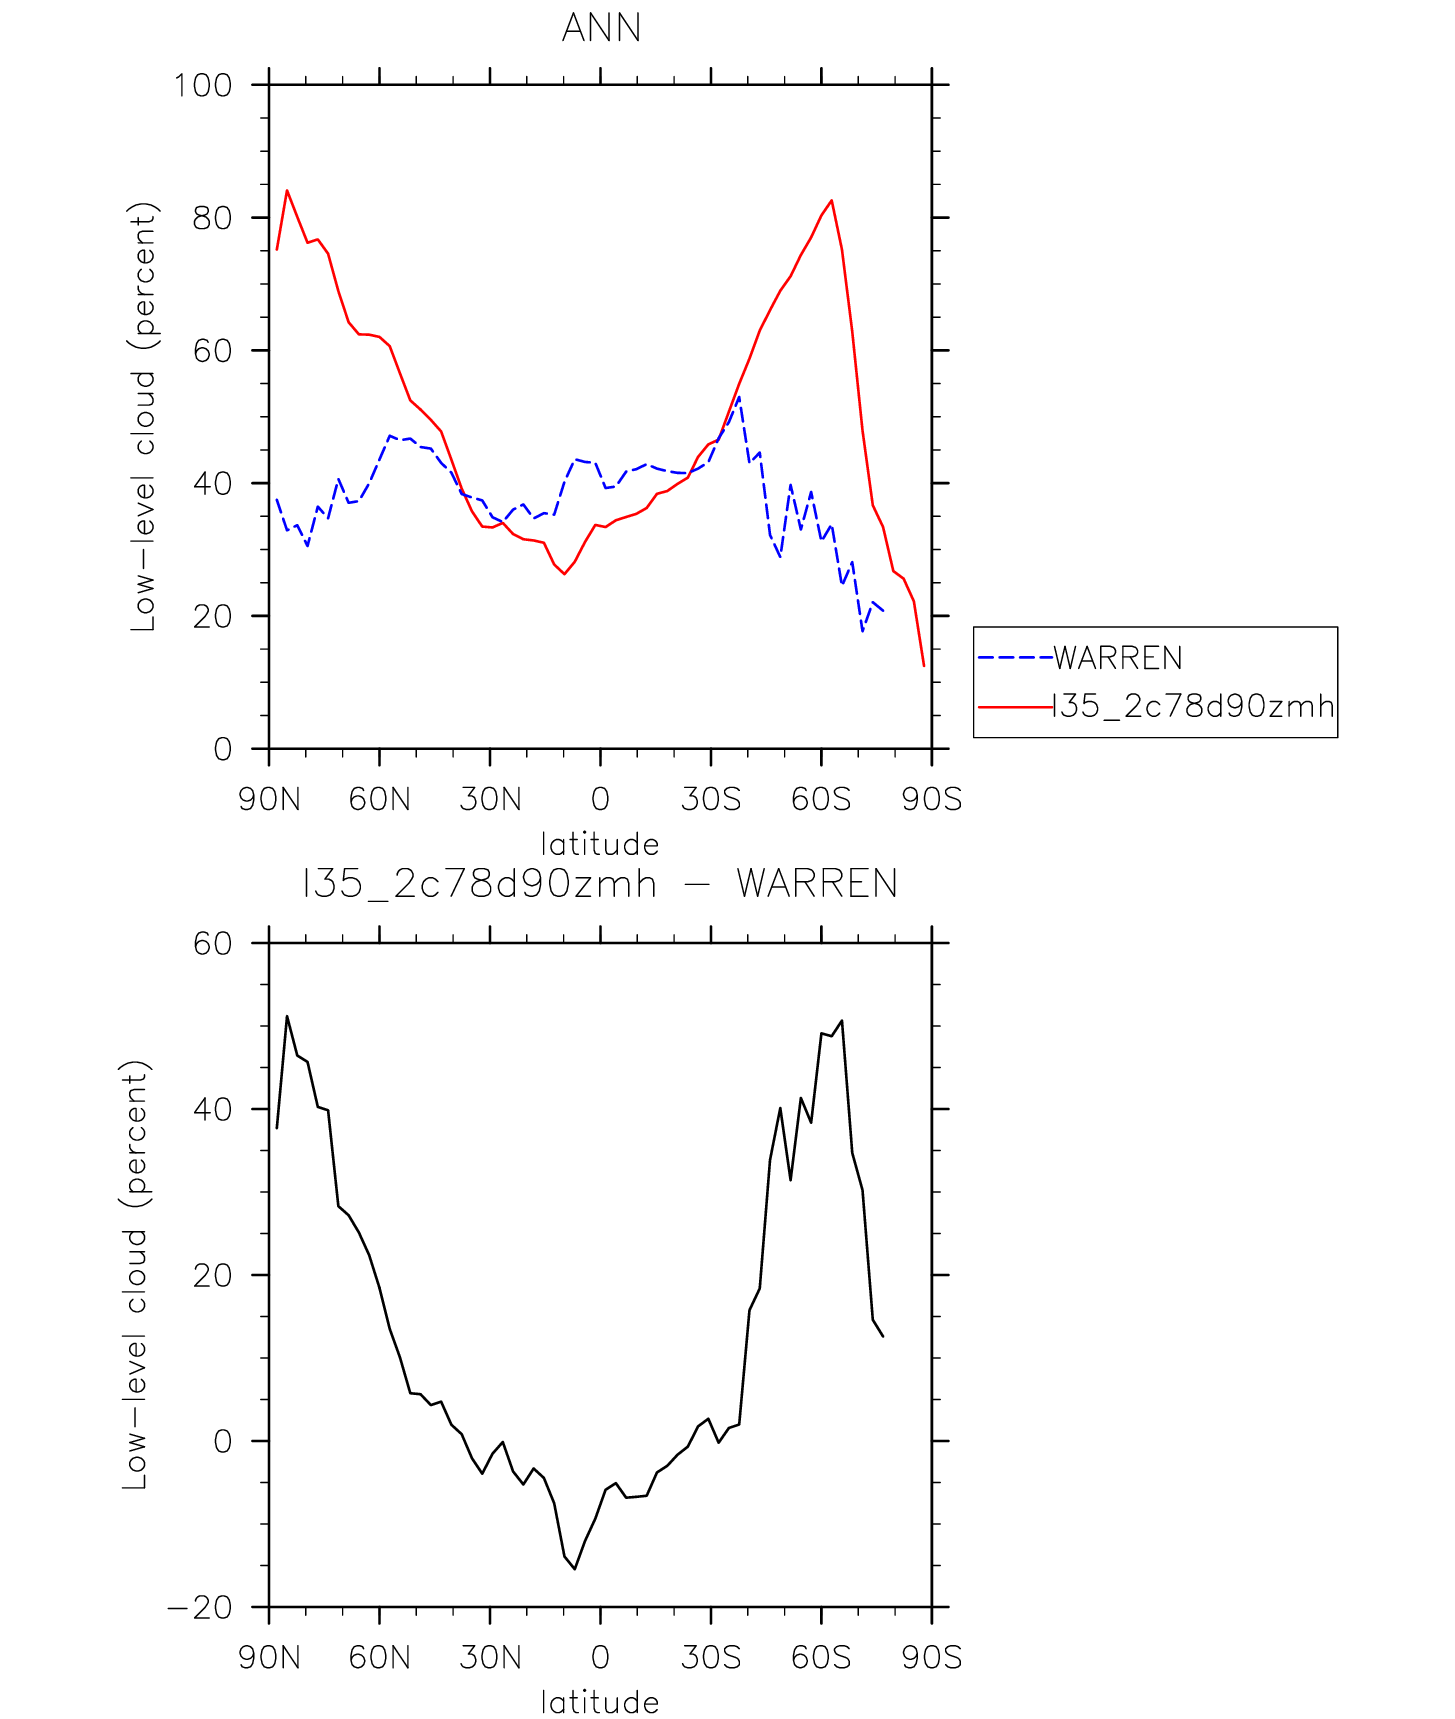 ANN
100
80
60
40
20
0
Low-level cloud (percent)
90N 60N 30N 0 30S 60S 90S
latitude
WARREN
I35_2c78d90zmh
I35_2c78d90zmh - WARREN
60
40
20
0
-20
Low-level cloud (percent)
90N 60N 30N 0 30S 60S 90S
latitude